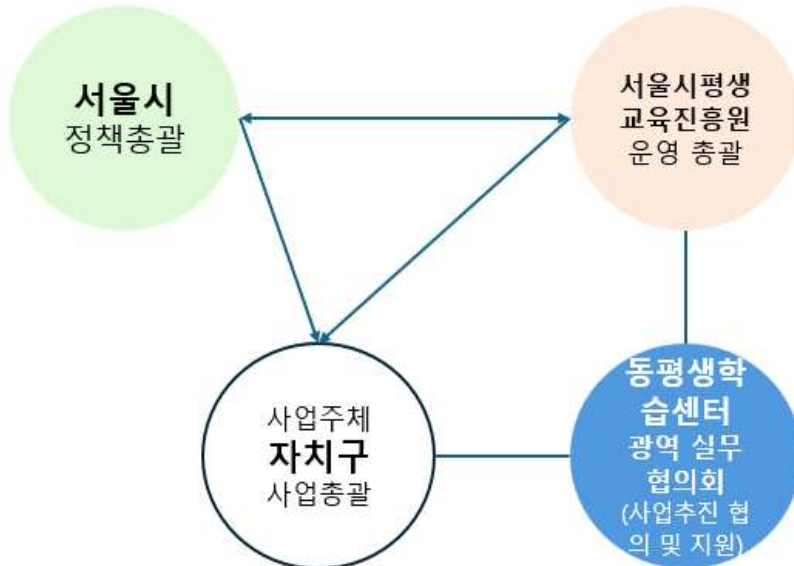 서울시
정책총괄
서울시평생
교육진흥원
운영 총괄
사업주체
자치구
사업총괄
동평생학
습센터
광역 실무
협의회
(사업추진 협
의 및 지원)